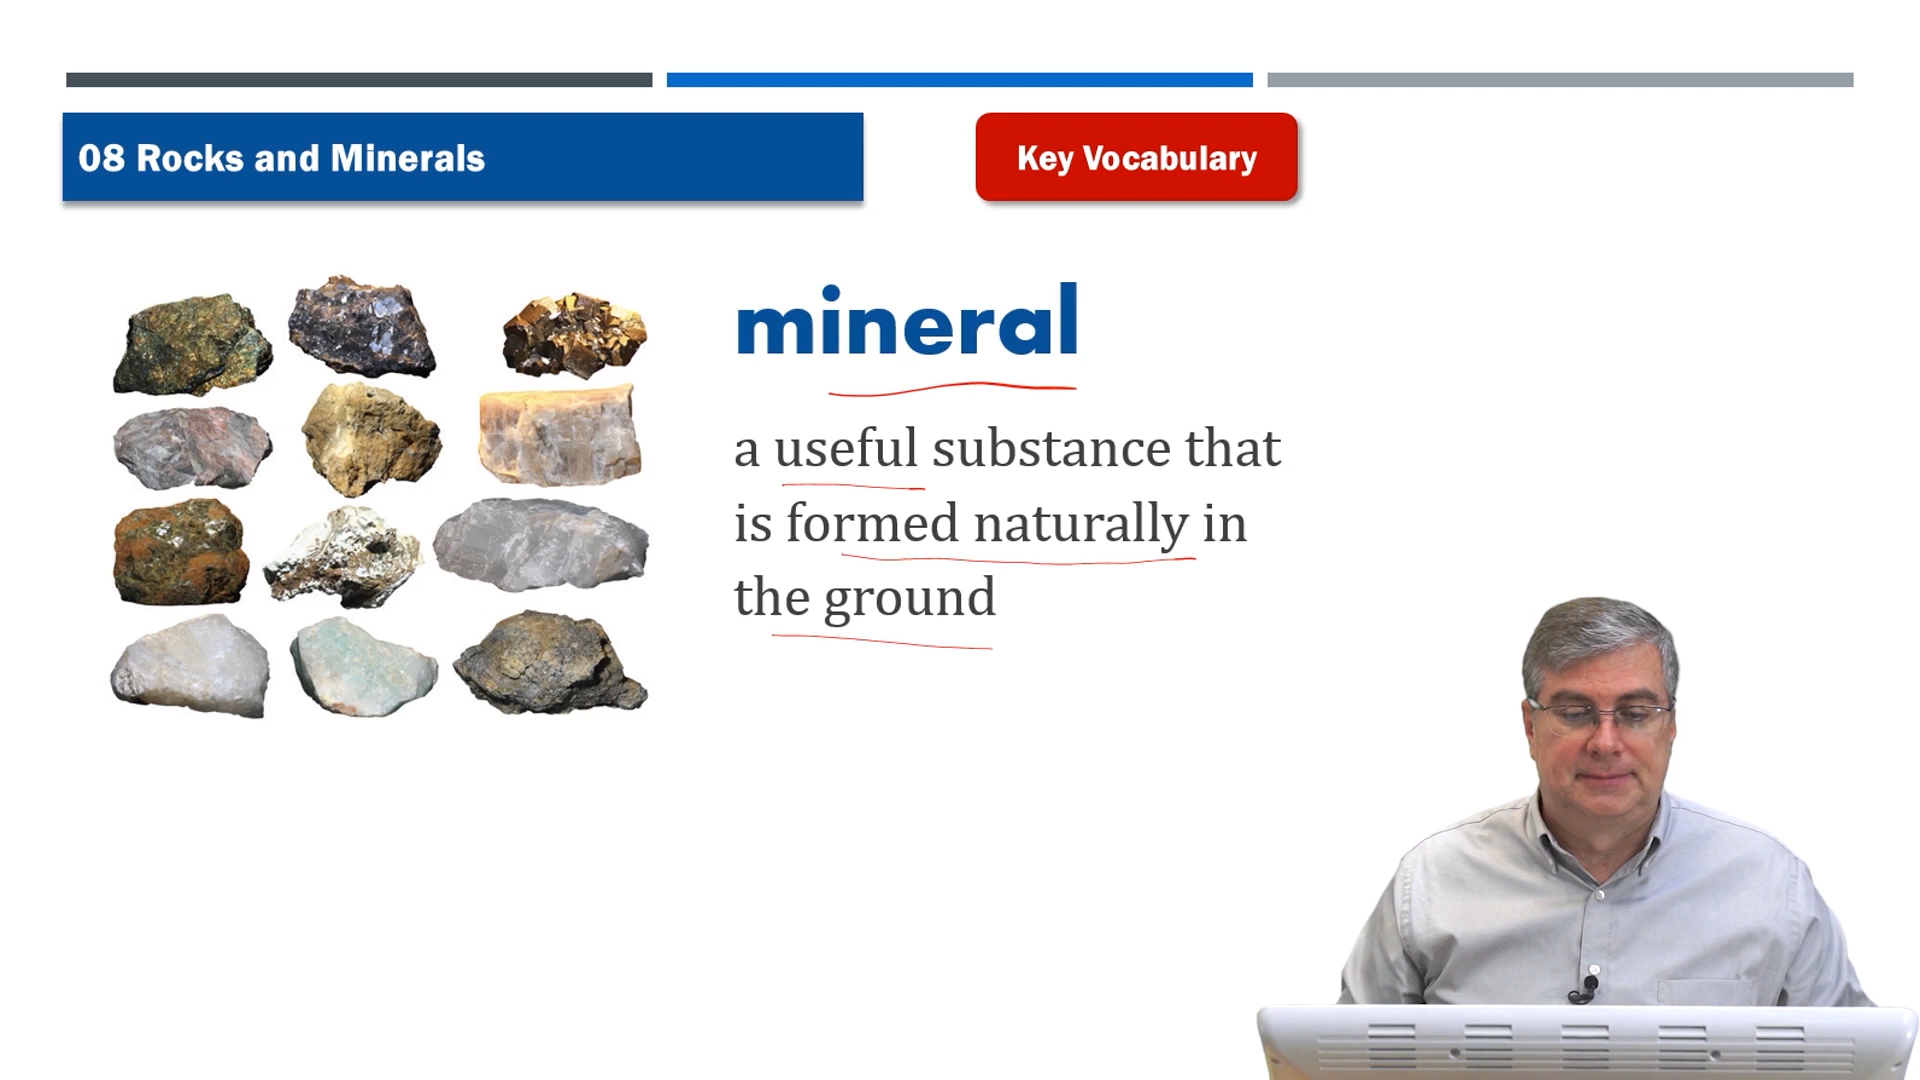 08 Rocks and Minerals
Key Vocabulary
mineral
a useful substance that
is formed naturally in
the ground